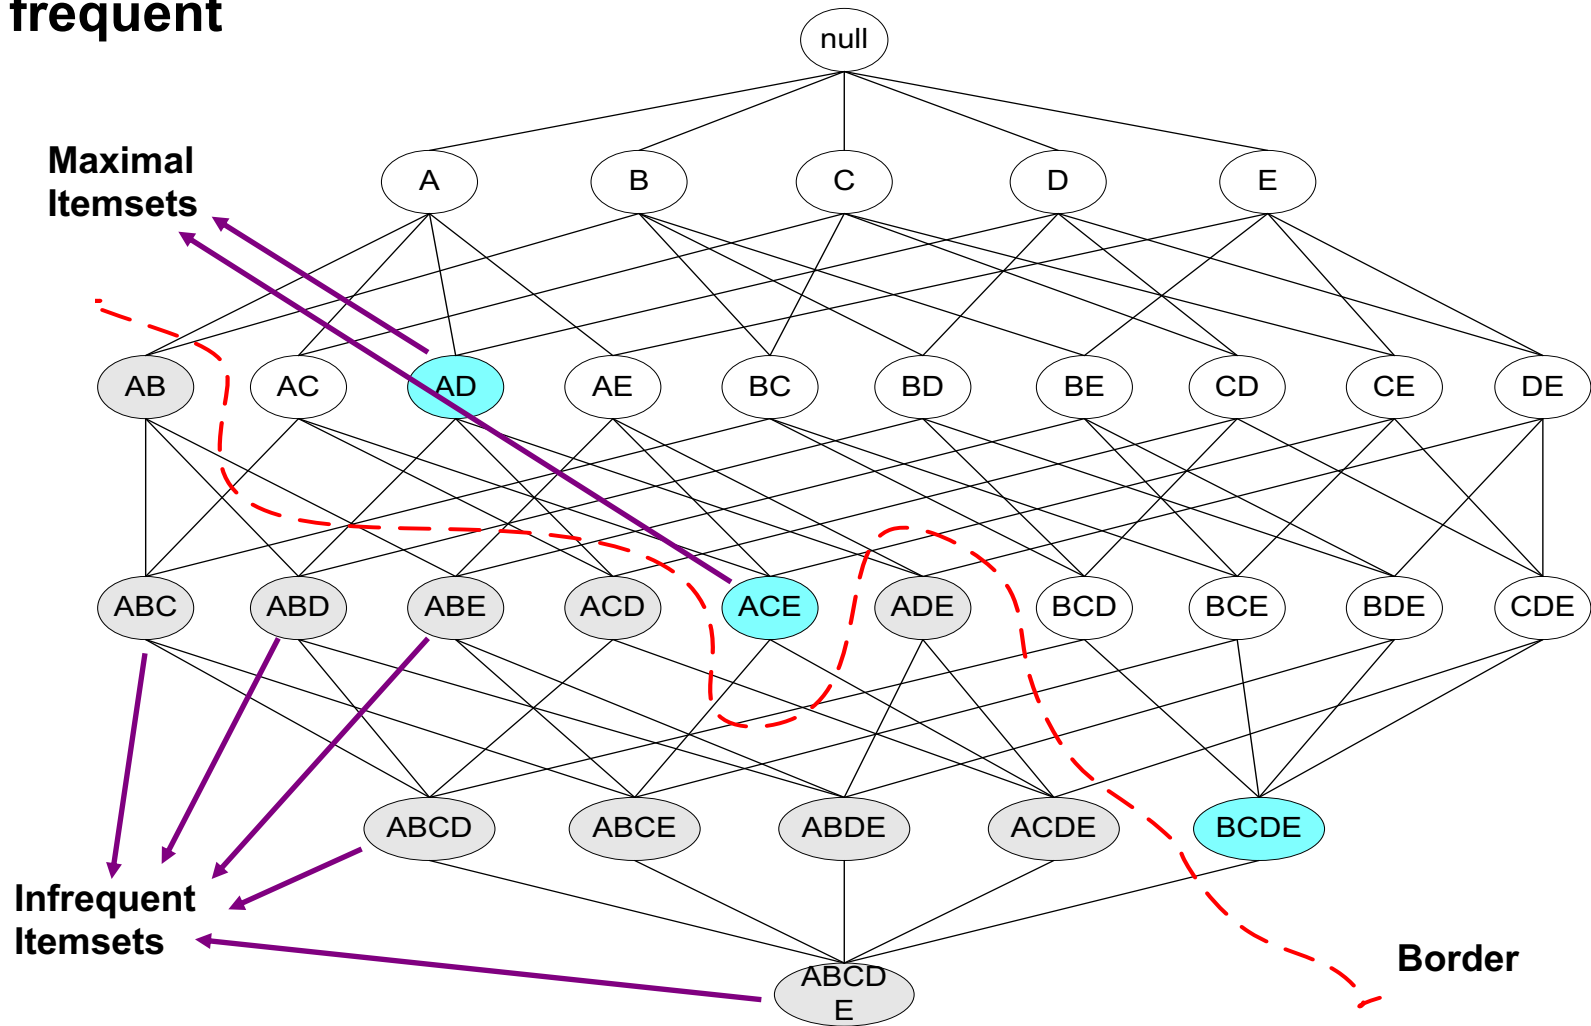 frequent
null
Maximal
Itemsets
A B C D E
AB AC AD AE BC BD BE CD CE DE
ABC ABD ABE ACD ACE ADE BCD BCE BDE CDE
ABCD ABCE ABDE ACDE BCDE
Infrequent
Itemsets
Border
ABCD
E